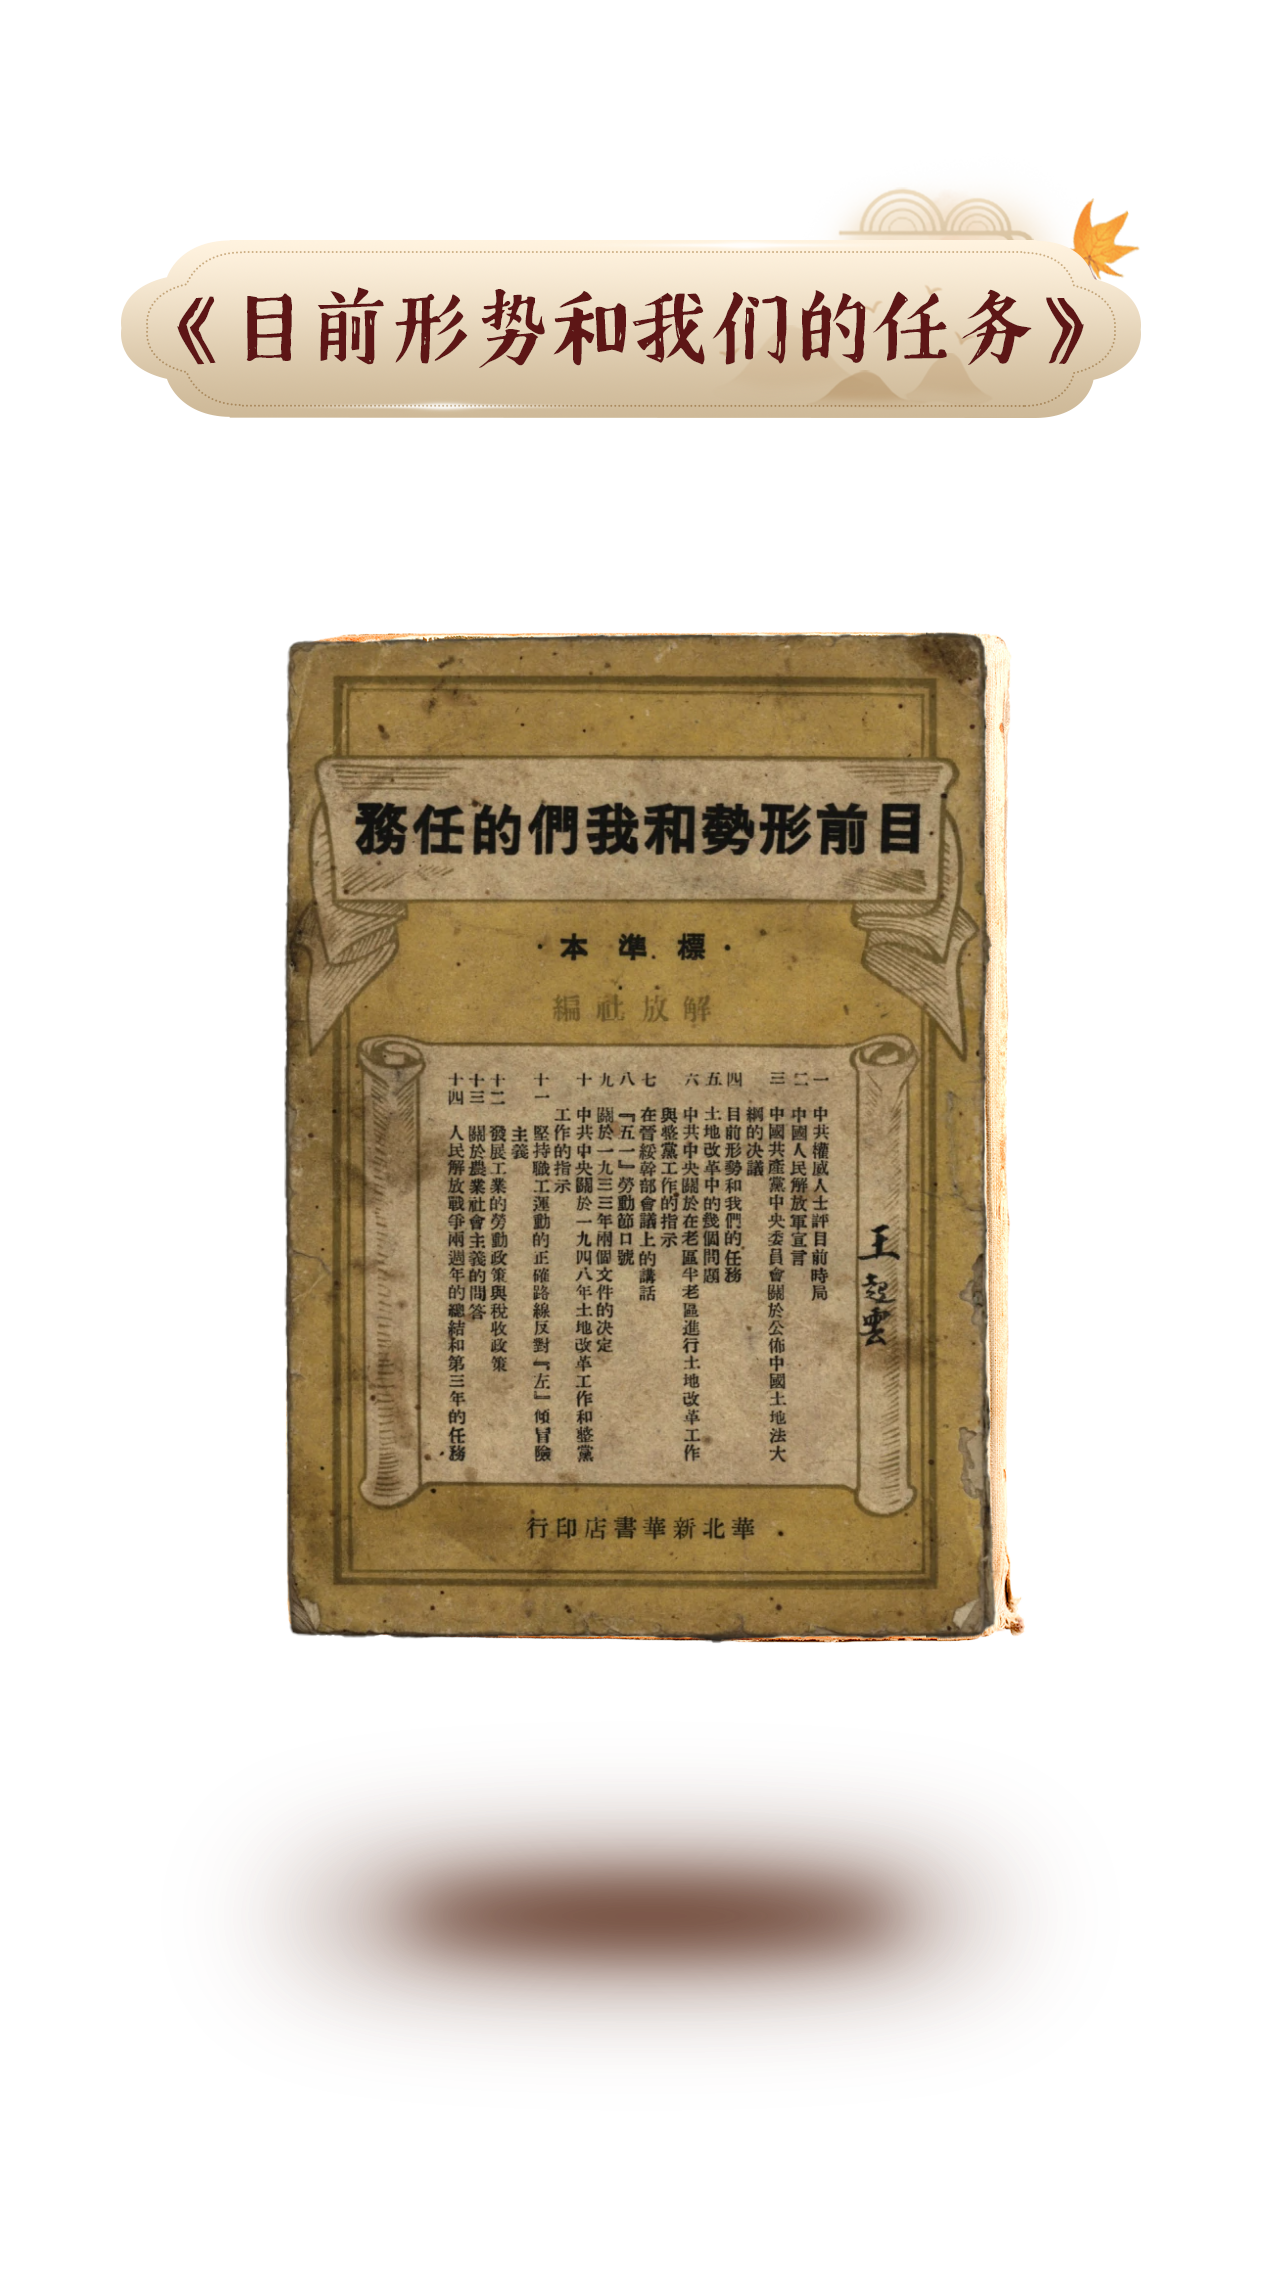 《目前形势和我们的任务》
目前形勢和我們的任務
·標準本·
解放社編
一 中共權威人士評目前時局
二 中國人民解放軍宣言
三 中國共產黨中央委員會關於公佈中國土地法大
綱的決議
四 目前形勢和我們的任務
五 土地改革中的幾個問題
六 中共中央關於在老區半老區進行土地改革工作
與整黨工作的指示
七 在晉綏幹部會議上的講話
八 『五一』勞動節口號
九 關於一九三三年兩個文件的決定
十 中共中央關於一九四八年土地改革工作和整黨
工作的指示
十一 堅持職工運動的正確路線反對『左』傾冒險
主義
十二 發展工業的勞動政策與稅收政策
十三 關於農業社會主義的問答
十四 人民解放戰爭兩週年的總結和第三年的任務
王起雲
華北新華書店印行